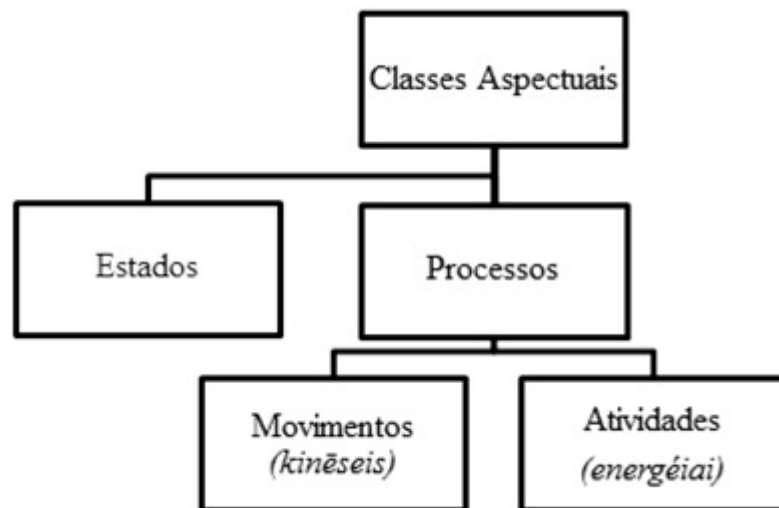 Classes Aspectuais
Estados
Processos
Movimentos
(kinēseis)
Atividades
(energéiai)